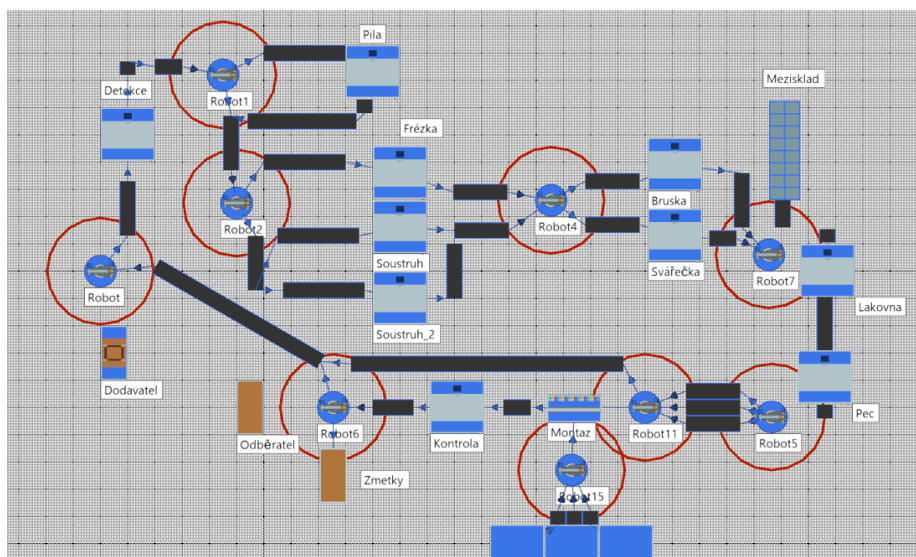 Pila
Mezisklad
Detekce
Robot1
Frézka
Bruska
Robot2
Robot4
Soustruh
Svářečka
Robot
Robot7
Lakovna
Soustruh_2
Dodavatel
Odběratel
Robot6
Kontrola
Montaz
Robot11
Robot5
Pec
Zmetky
Robot15